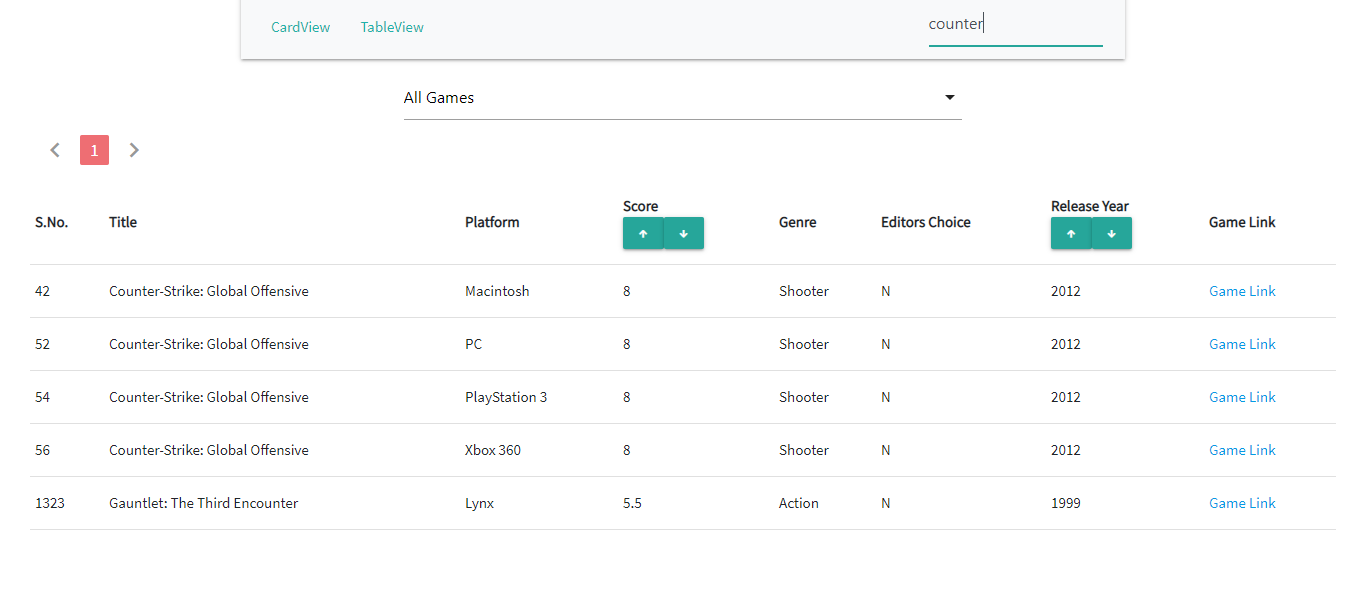 CardView TableView counter
All Games
1
S.No. Title Platform Score Genre Editors Choice Release Year Game Link
42 Counter-Strike: Global Offensive Macintosh 8 Shooter N 2012 Game Link
52 Counter-Strike: Global Offensive PC 8 Shooter N 2012 Game Link
54 Counter-Strike: Global Offensive PlayStation 3 8 Shooter N 2012 Game Link
56 Counter-Strike: Global Offensive Xbox 360 8 Shooter N 2012 Game Link
1323 Gauntlet: The Third Encounter Lynx 5.5 Action N 1999 Game Link